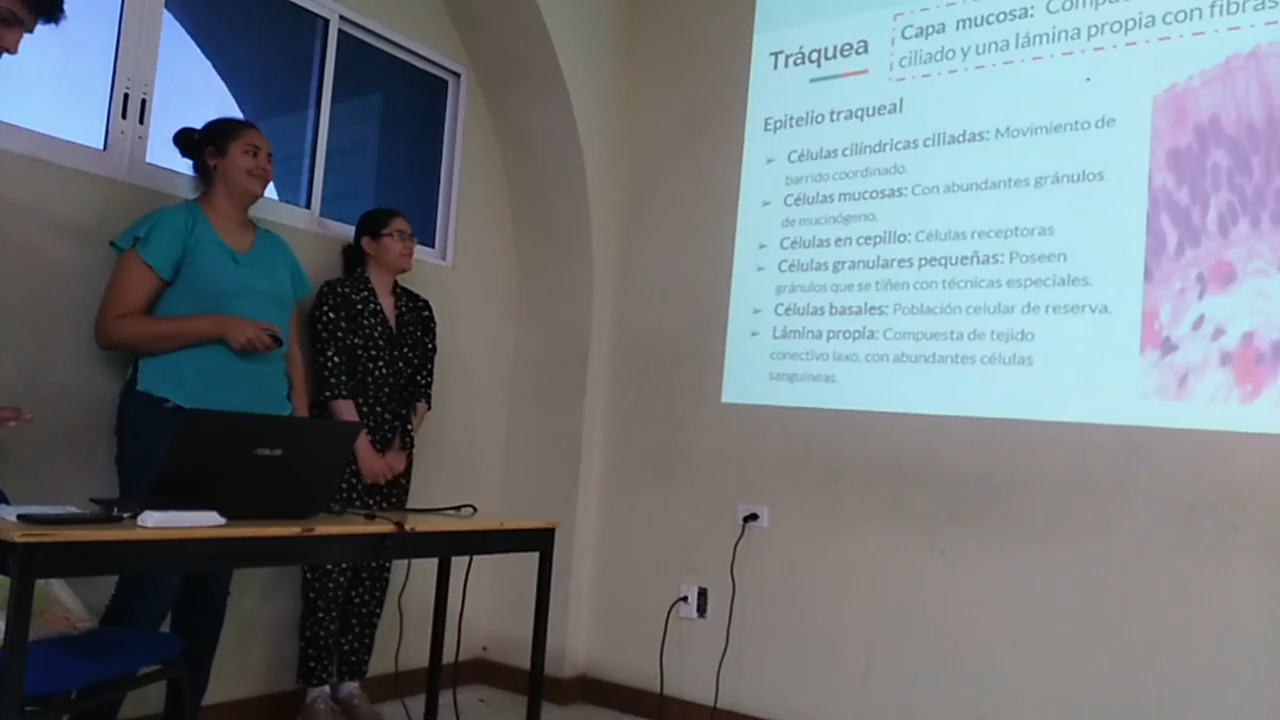 Tráquea
Capa mucosa:
ciliado y una lámina propia con fibras
Epitelio traqueal
➢ Células cilíndricas ciliadas: Movimiento de
barrido coordinado.
➢ Células mucosas: Con abundantes gránulos
de mucinógeno.
➢ Células en cepillo: Células receptoras
➢ Células granulares pequeñas: Poseen
gránulos que se tiñen con técnicas especiales.
➢ Células basales: Población celular de reserva.
➢ Lámina propia: Compuesta de tejido
conectivo laxo, con abundantes células
sanguíneas.
ASUS